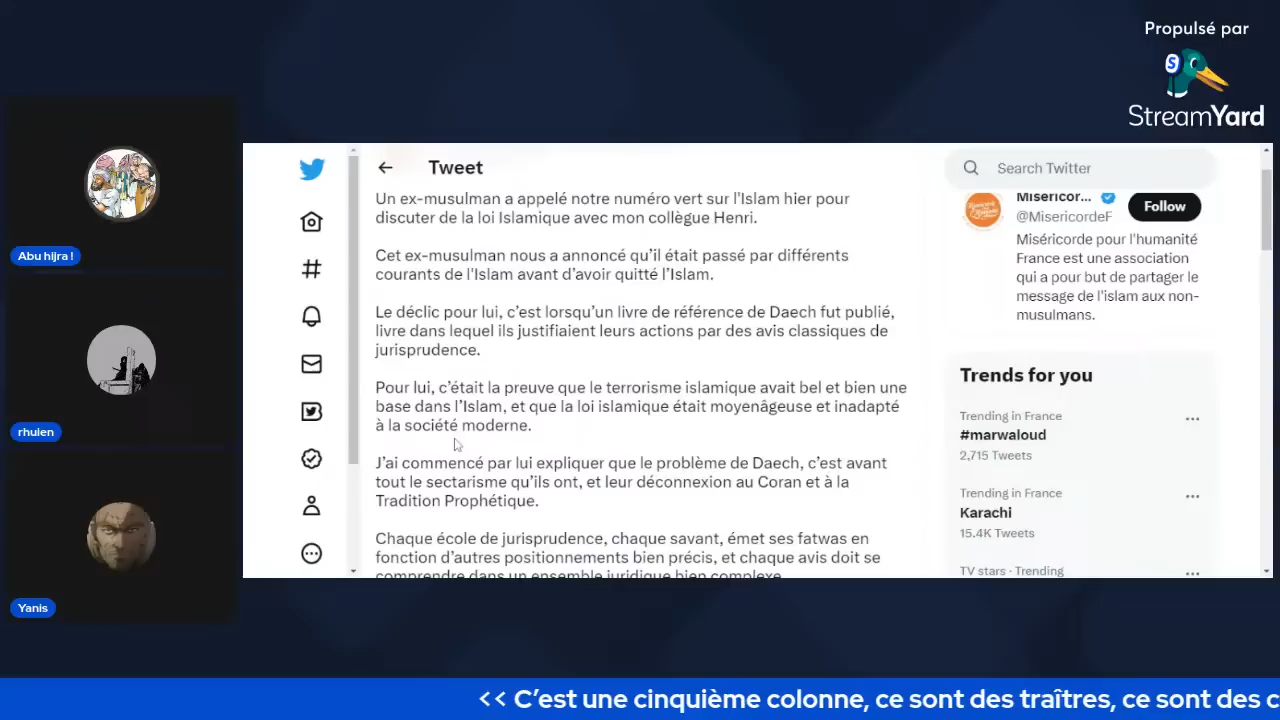 Propulsé par
StreamYard
Abu hijra !
rhuien
Yanis
Tweet
Un ex-musulman a appelé notre numéro vert sur l'Islam hier pour
discuter de la loi Islamique avec mon collègue Henri.
Cet ex-musulman nous a annoncé qu'il était passé par différents
courants de l'Islam avant d'avoir quitté l'Islam.
Le déclic pour lui, c'est lorsqu'un livre de référence de Daech fut publié,
livre dans lequel ils justifiaient leurs actions par des avis classiques de
jurisprudence.
Pour lui, c'était la preuve que le terrorisme islamique avait bel et bien une
base dans l'Islam, et que la loi islamique était moyenâgeuse et inadapté
à la société moderne.
J'ai commencé par lui expliquer que le problème de Daech, c'est avant
tout le sectarisme qu'ils ont, et leur déconnexion au Coran et à la
Tradition Prophétique.
Chaque école de jurisprudence, chaque savant, émet ses fatwas en
fonction d'autres positionnements bien précis, et chaque avis doit se
comprendre dans un ensemble juridique bien complexe.
Search Twitter
Misericor...
@MisericordeF
Follow
Miséricorde pour l'humanité
France est une association
qui a pour but de partager le
message de l'islam aux non-
musulmans.
Trends for you
Trending in France
#marwaloud
2,715 Tweets
Trending in France
Karachi
15.4K Tweets
TV stars · Trending
<< C'est une cinquième colonne, ce sont des traîtres, ce sont des c